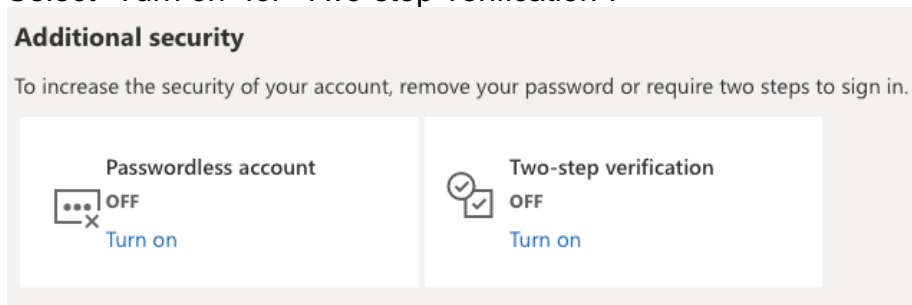 Additional security
To increase the security of your account, remove your password or require two steps to sign in.
Passwordless account
OFF
Turn on
Two-step verification
OFF
Turn on